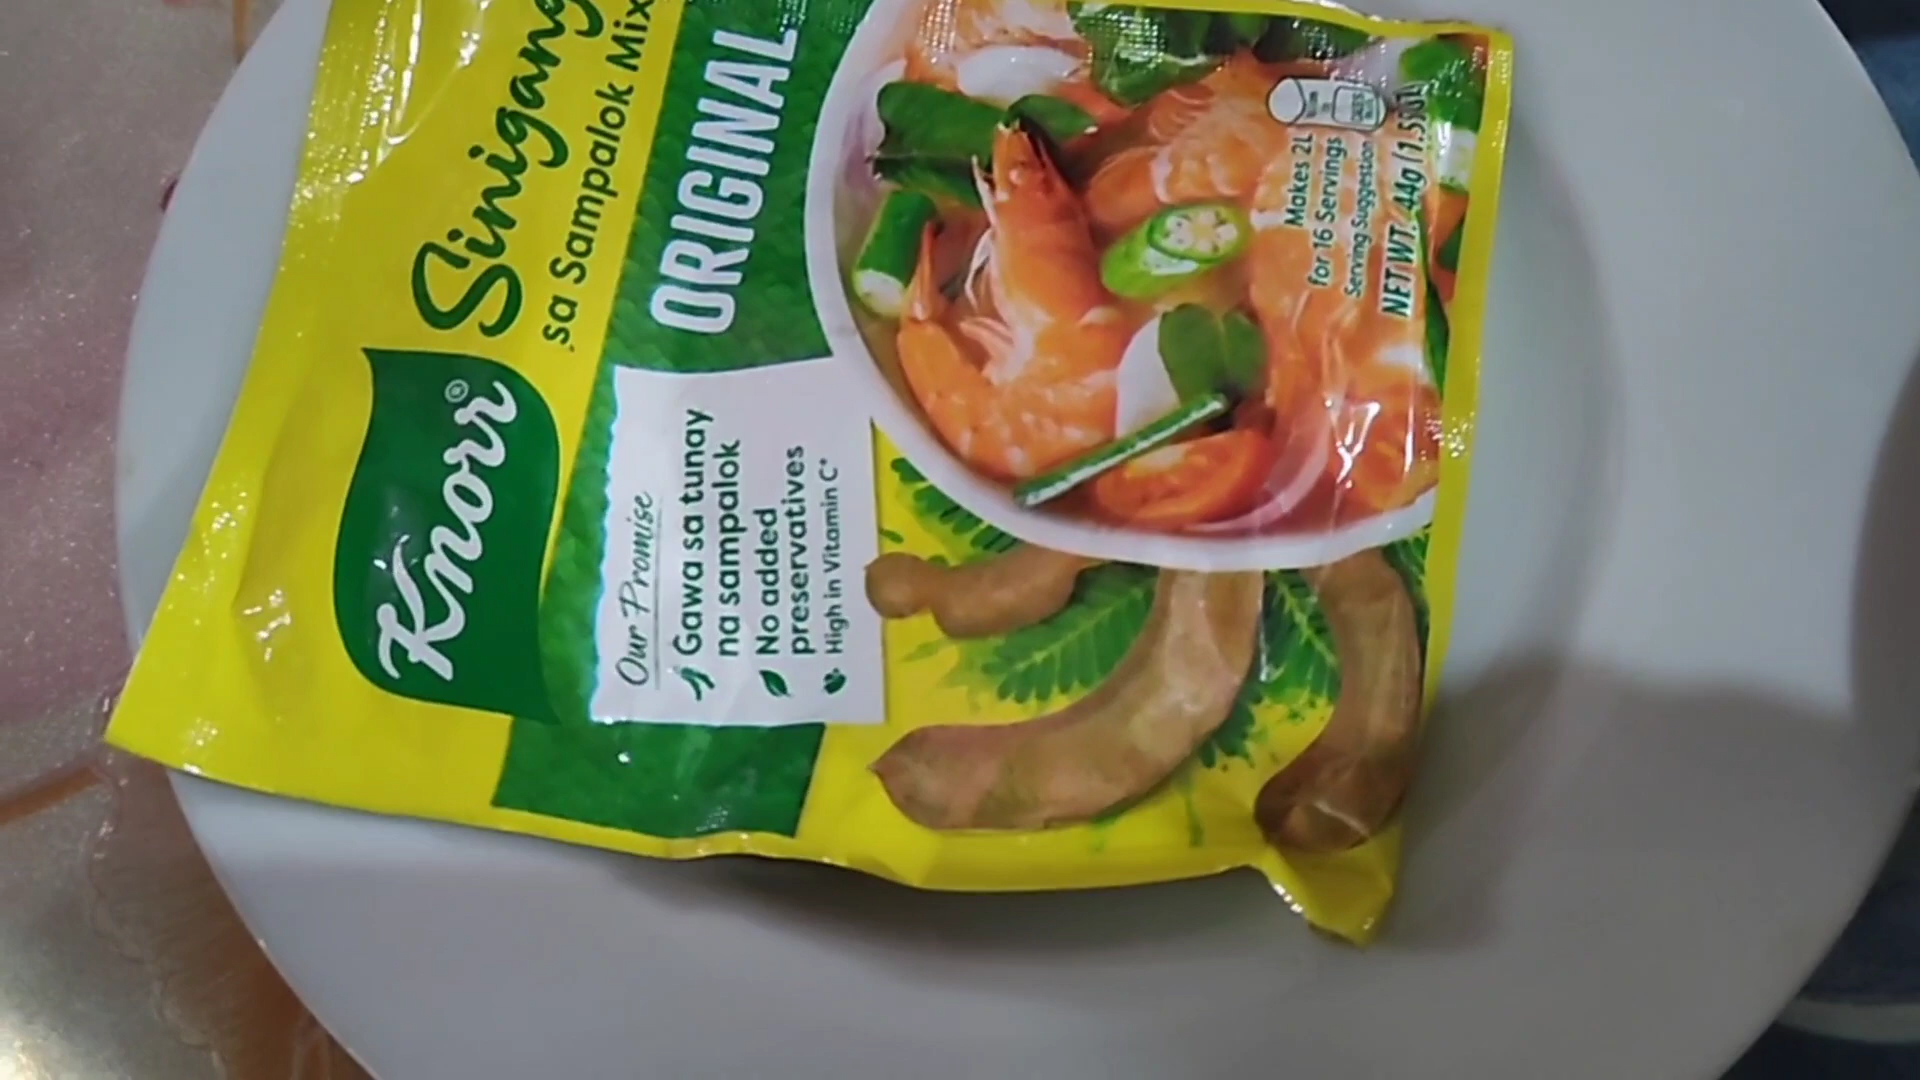 Knorr®
Sinigang
sa Sampalok Mix
ORIGINAL
Our Promise
Gawa sa tunay
na sampalok
No added
preservatives
High in Vitamin C*
Makes 2L
for 16 Servings
Serving Suggestion
NET WT. 44g